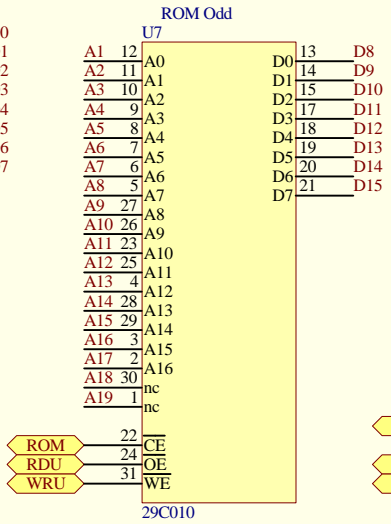 ROM Odd
U7
0
1
2
3
4
5
6
7
A1 12 A0 D0 13 D8
A2 11 A1 D1 14 D9
A3 10 A2 D2 15 D10
A4 9 A3 D3 17 D11
A5 8 A4 D4 18 D12
A6 7 A5 D5 19 D13
A7 6 A6 D6 20 D14
A8 5 A7 D7 21 D15
A9 27 A8
A10 26 A9
A11 23 A10
A12 25 A11
A13 4 A12
A14 28 A13
A15 29 A14
A16 3 A15
A17 2 A16
A18 30 nc
A19 1 nc
ROM 22 CE
RDU 24 OE
WRU 31 WE
29C010